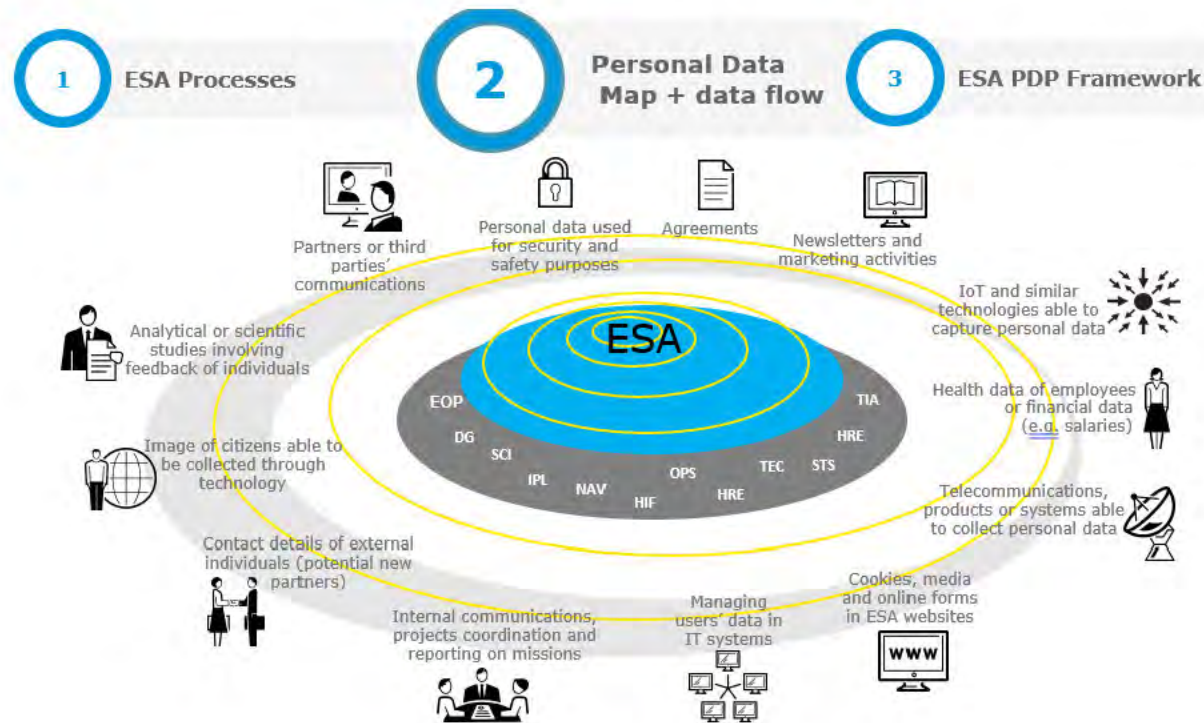 1
ESA Processes
2
Personal Data
Map + data flow
3
ESA PDP Framework
Partners or third
parties'
communications
Personal data used
for security and
safety purposes
Agreements
Newsletters and
marketing activities
IoT and similar
technologies able to
capture personal data
Analytical or scientific
studies involving
feedback of individuals
Health data of employees
or financial data
(e.g. salaries)
Image of citizens able to
be collected through
technology
Telecommunications,
products or systems able
to collect personal data
Contact details of external
individuals (potential new
partners)
Cookies, media
and online forms
in ESA websites
WWW
Internal communications,
projects coordination and
reporting on missions
Managing
users' data in
IT systems
ESA
EOP
DG
SCI
IPL
NAV
HIF
OPS
HRE
TEC
STS
HRE
TIA